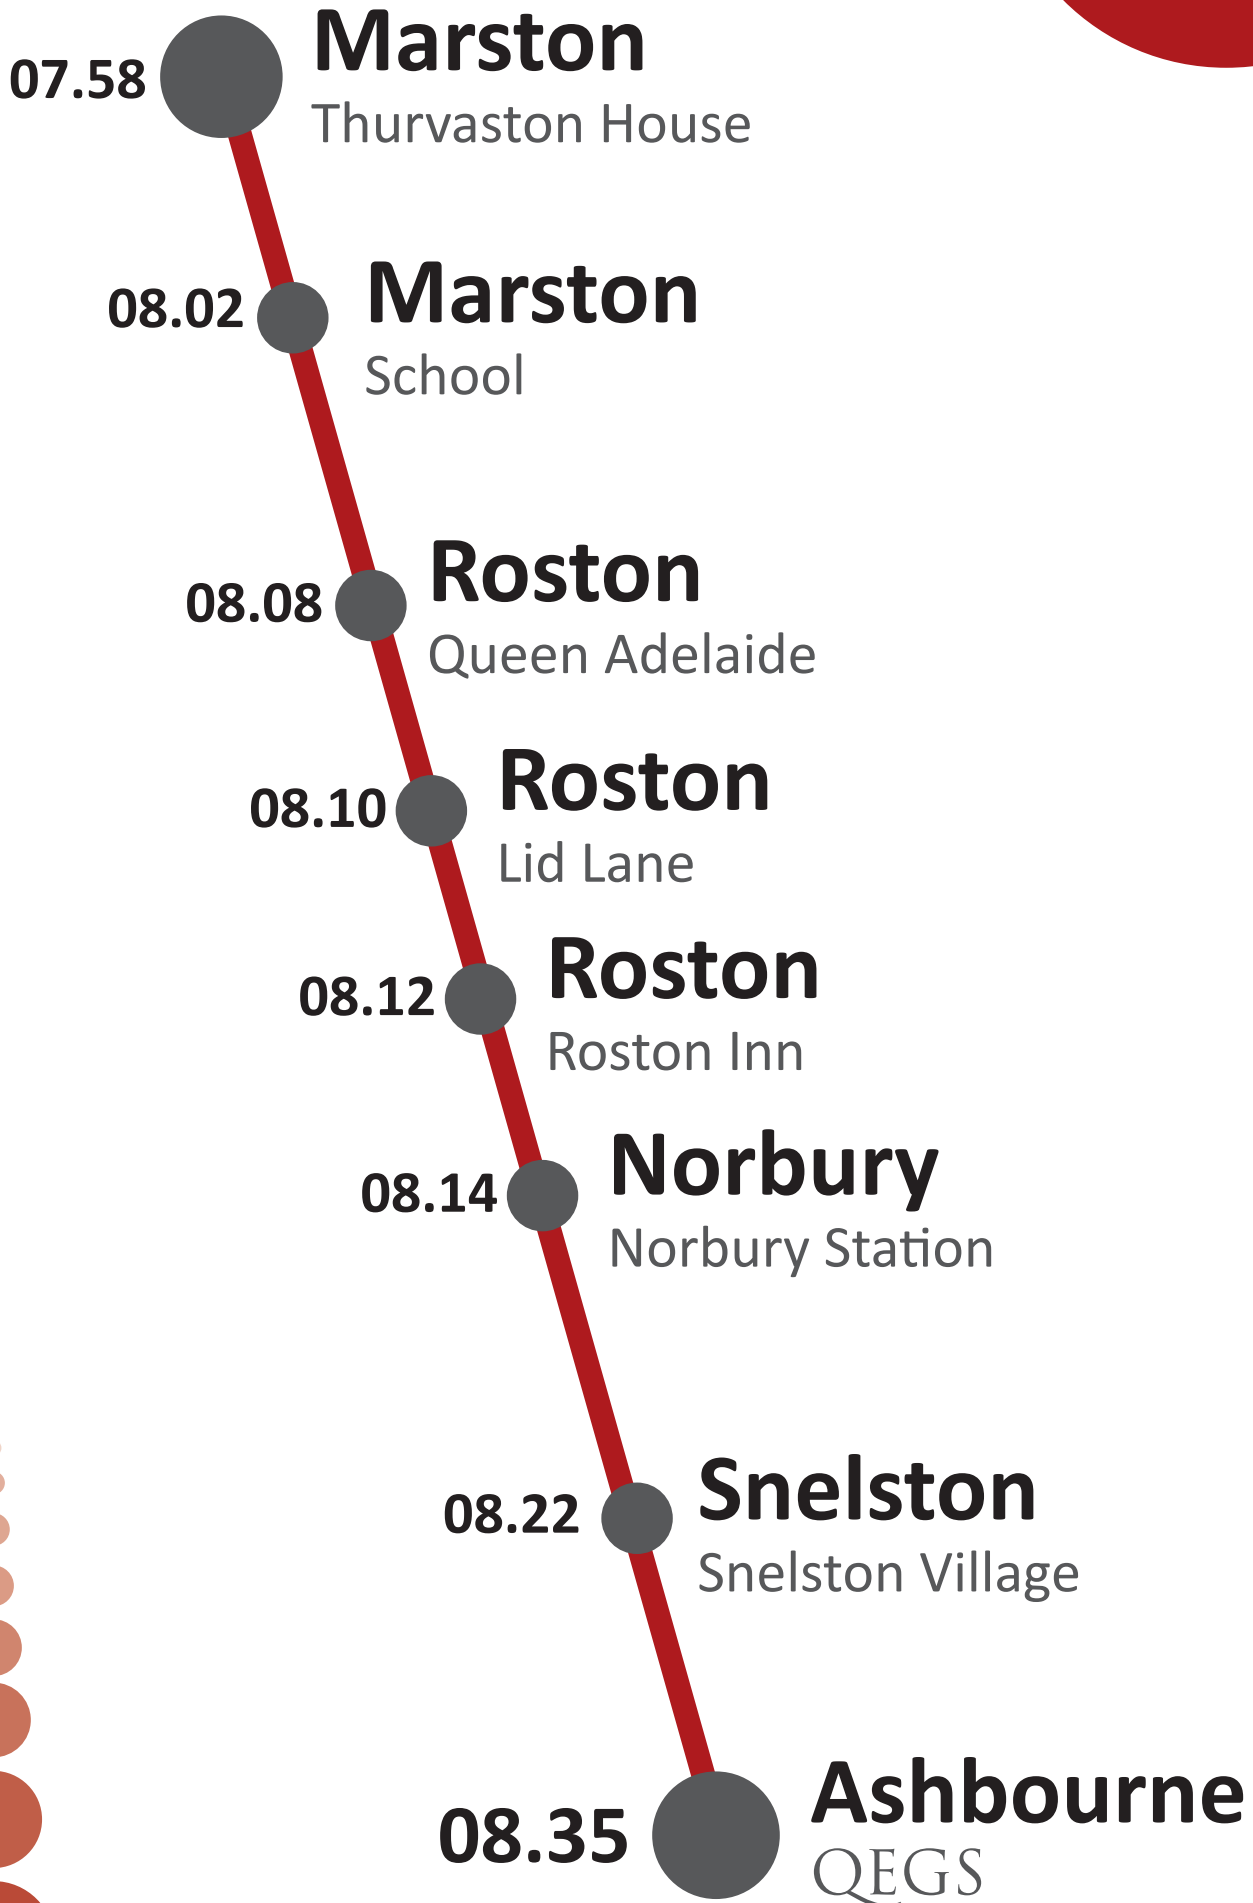 07.58
Marston
Thurvaston House
08.02
Marston
School
08.08
Roston
Queen Adelaide
08.10
Roston
Lid Lane
08.12
Roston
Roston Inn
08.14
Norbury
Norbury Station
08.22
Snelston
Snelston Village
08.35
Ashbourne
QEGS